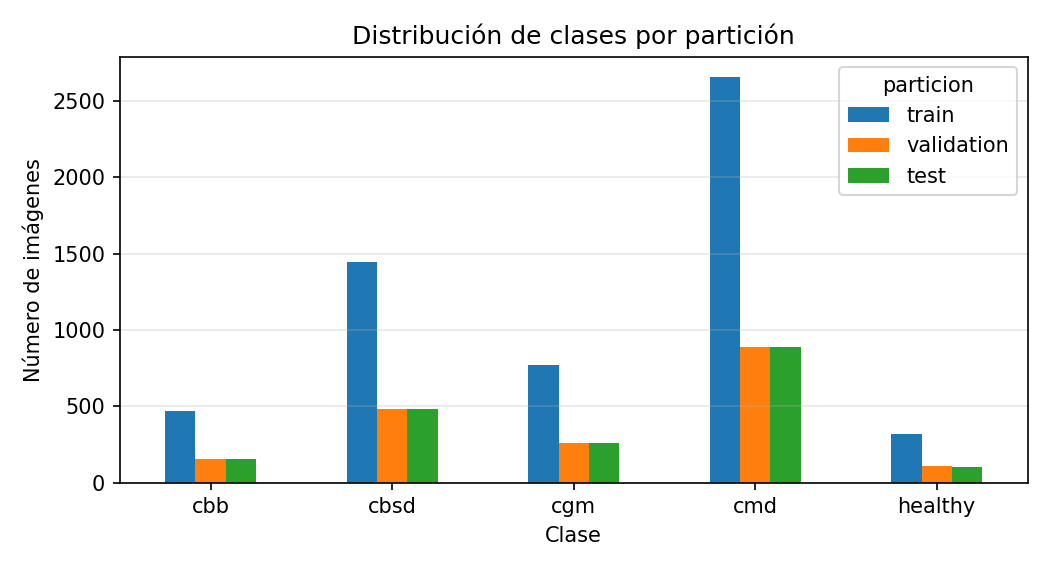 Distribución de clases por partición
particion
train
validation
test
Número de imágenes
2500
2000
1500
1000
500
0
cbb
cbsd
cgm
cmd
healthy
Clase